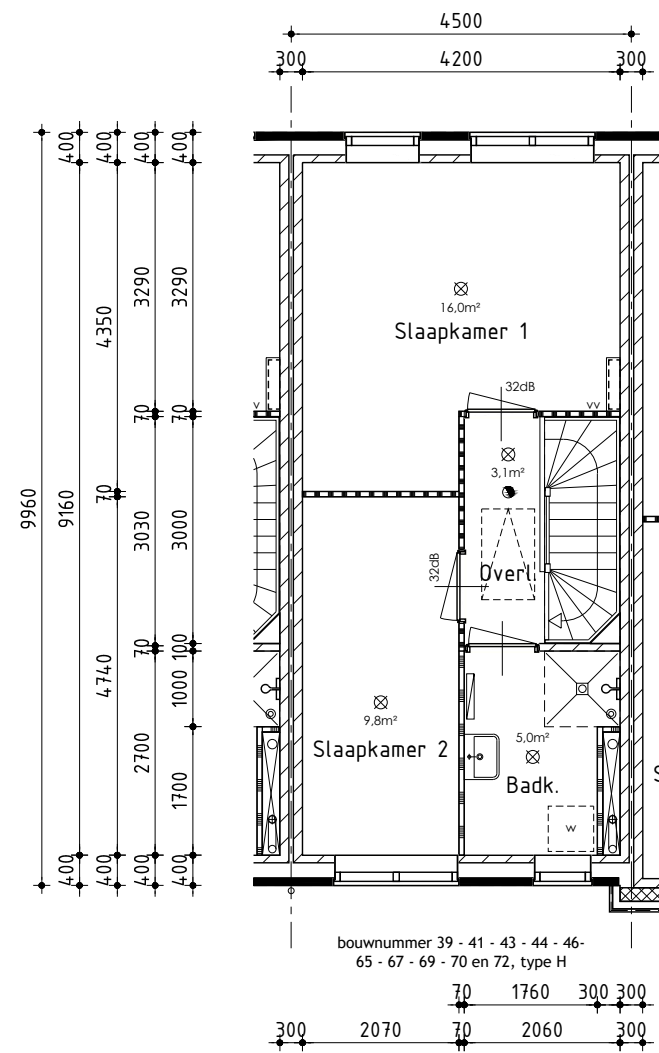 4500
300 4200 300
400 400 400 400
3290 3290
4350
16,0m²
Slaapkamer 1
32dB
70 70
vv vv
3,1m²
70
9960 9160 3030 3000
32dB
Overl.
70 100
4740 1000
9,8m² 5,0m²
Slaapkamer 2
2700 1700
Badk.
S
w
400 400 400 400
bouwnummer 39 - 41 - 43 - 44 - 46-
65 - 67 - 69 - 70 en 72, type H
70 1760 300 300
300 2070 70 2060 300